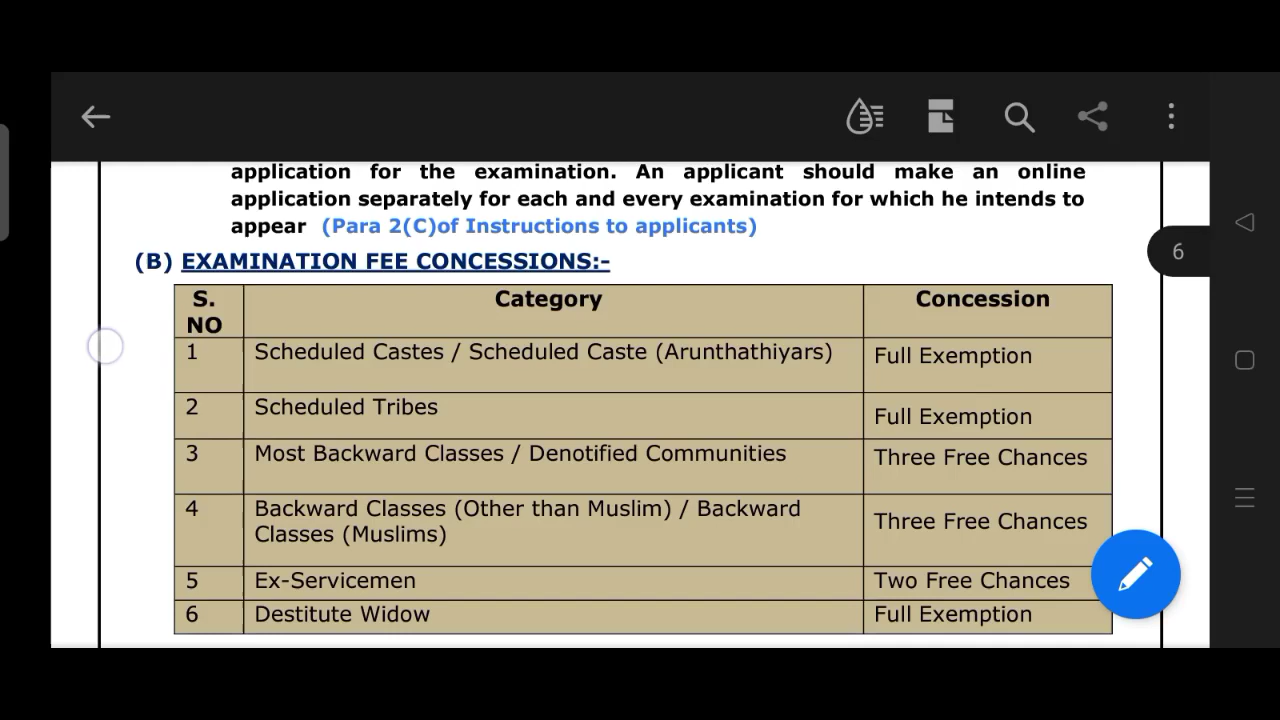 application for the examination. An applicant should make an online
application separately for each and every examination for which he intends to
appear (Para 2(C)of Instructions to applicants)
(B) EXAMINATION FEE CONCESSIONS:-
6
S. NO Category Concession
1 Scheduled Castes / Scheduled Caste (Arunthathiyars) Full Exemption
2 Scheduled Tribes Full Exemption
3 Most Backward Classes / Denotified Communities Three Free Chances
4 Backward Classes (Other than Muslim) / Backward
Classes (Muslims) Three Free Chances
5 Ex-Servicemen Two Free Chances
6 Destitute Widow Full Exemption